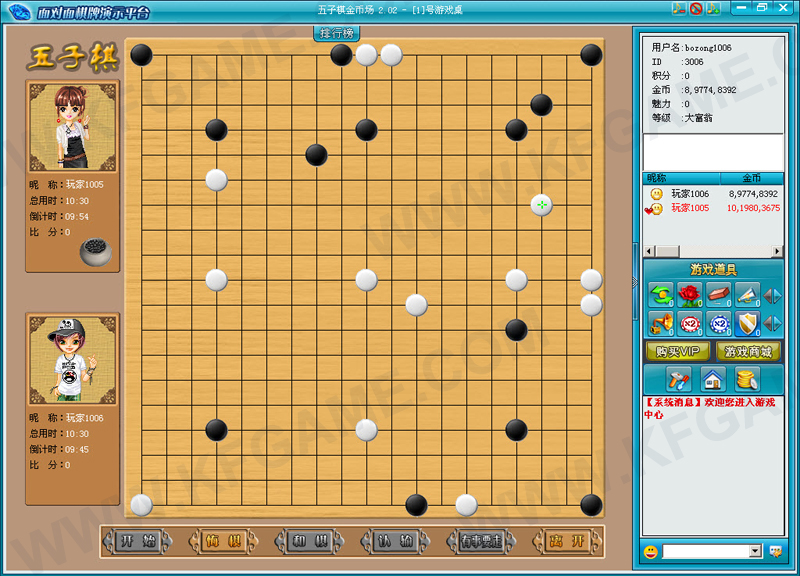 面对面棋牌演示平台
五子棋金币场 2.02 - [1]号游戏桌
排行榜
五子棋
昵 称：玩家1005
总用时：10:30
倒计时：09:54
比 分：0
昵 称：玩家1006
总用时：10:30
倒计时：09:45
比 分：0
开 始
悔 棋
和 棋
认 输
有事要走
离 开
用户名:bozong1006
ID :3006
积分 :0
金币 :8,9774,8392
魅力 :0
等级 :大富翁
昵称 金币
玩家1006 8,9774,8392
玩家1005 10,1980,3675
游戏道具
购买VIP 游戏商城
【系统消息】欢迎您进入游戏
中心
WWW.KFGAME.COM